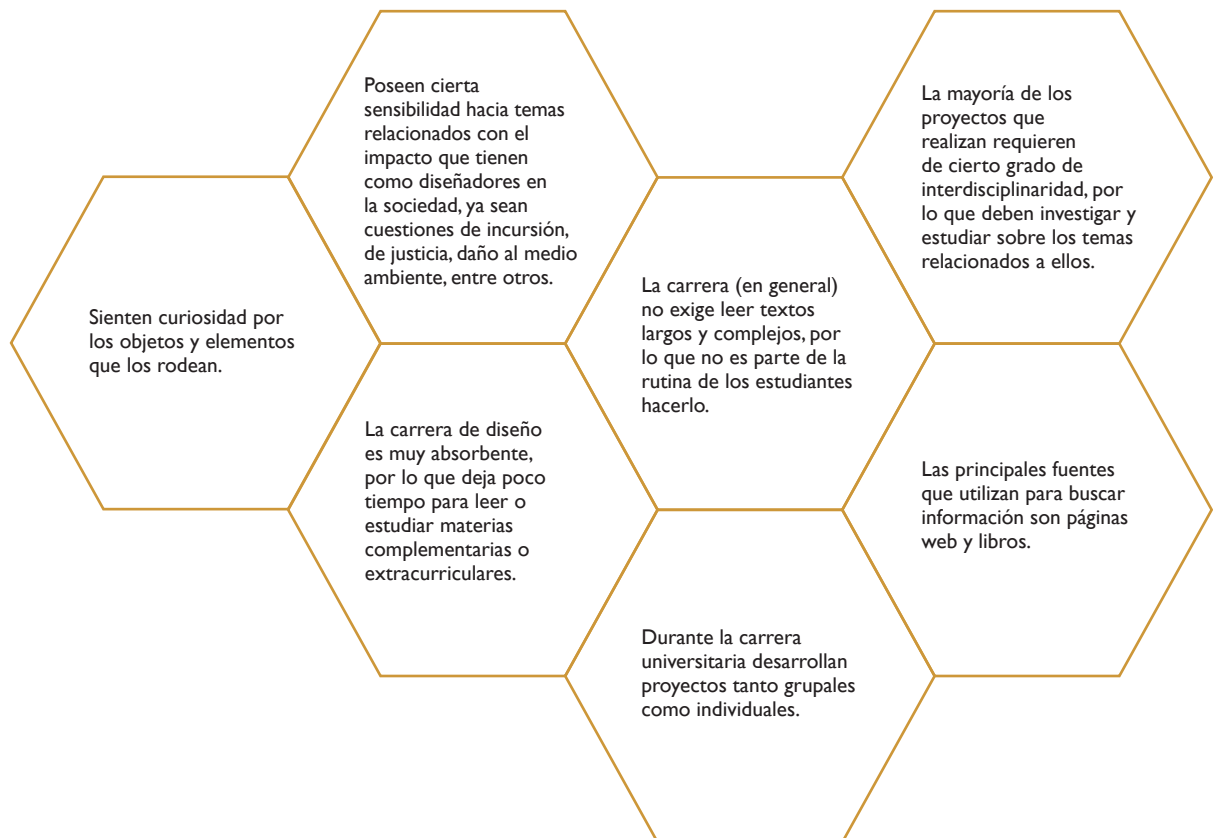 Poseen cierta
sensibilidad hacia temas
relacionados con el
impacto que tienen
como diseñadores en
la sociedad, ya sean
cuestiones de incursión,
de justicia, daño al medio
ambiente, entre otros.
La mayoría de los
proyectos que
realizan requieren
de cierto grado de
interdisciplinaridad, por
lo que deben investigar y
estudiar sobre los temas
relacionados a ellos.
Sienten curiosidad por
los objetos y elementos
que los rodean.
La carrera (en general)
no exige leer textos
largos y complejos, por
lo que no es parte de la
rutina de los estudiantes
hacerlo.
La carrera de diseño
es muy absorbente,
por lo que deja poco
tiempo para leer o
estudiar materias
complementarias o
extracurriculares.
Las principales fuentes
que utilizan para buscar
información son páginas
web y libros.
Durante la carrera
universitaria desarrollan
proyectos tanto grupales
como individuales.